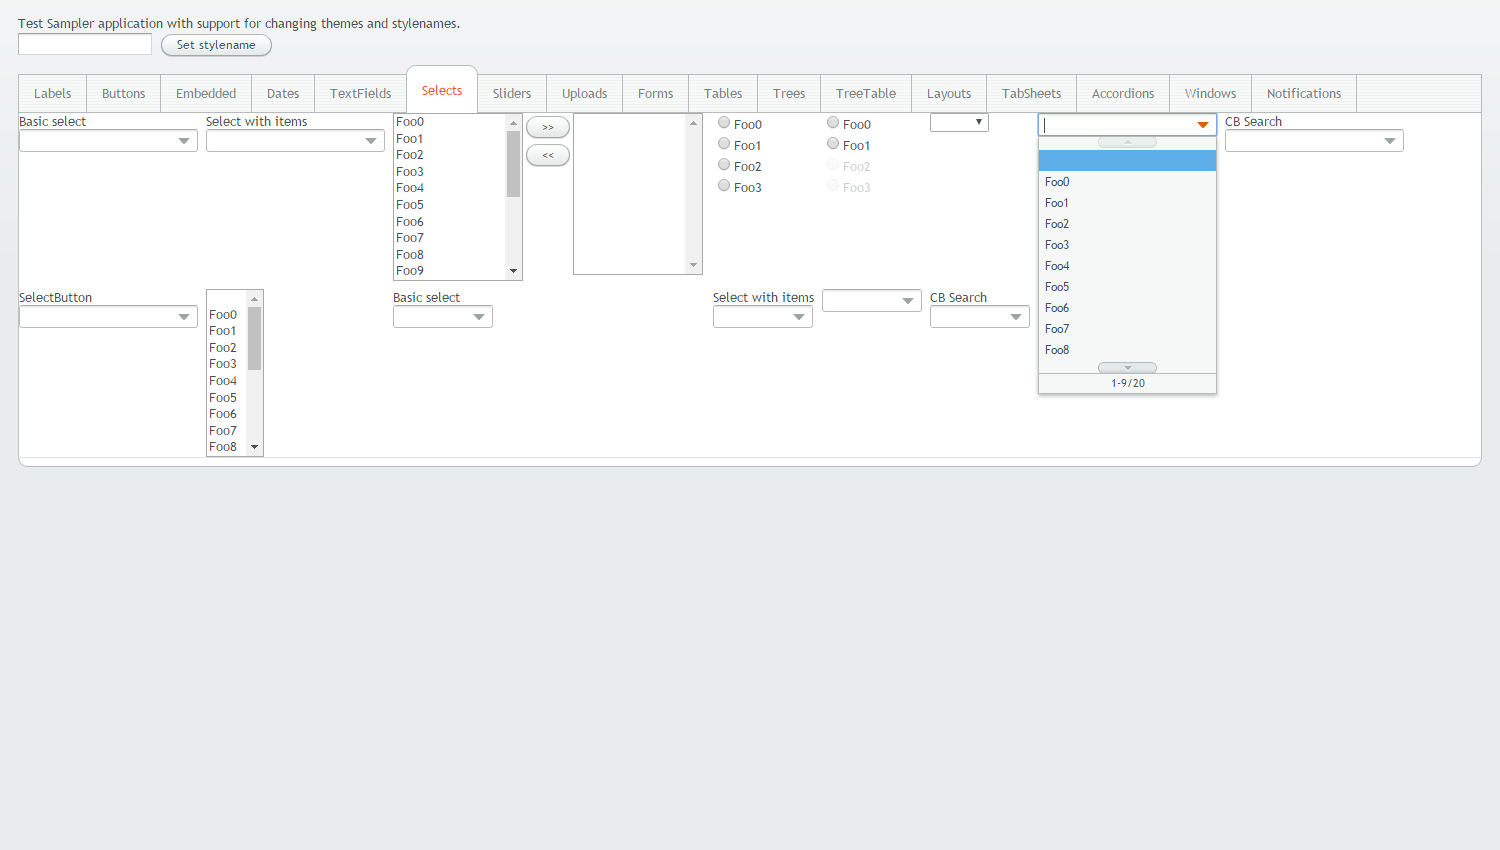 Test Sampler application with support for changing themes and stylenames.
Set stylename
Labels Buttons Embedded Dates TextFields Selects Sliders Uploads Forms Tables Trees TreeTable Layouts TabSheets Accordions Windows Notifications
Basic select
Select with items
Foo0
Foo1
Foo2
Foo3
Foo4
Foo5
Foo6
Foo7
Foo8
Foo9
>>
<<
Foo0
Foo1
Foo2
Foo3
Foo0
Foo1
Foo2
Foo3
Foo0
Foo1
Foo2
Foo3
Foo4
Foo5
Foo6
Foo7
Foo8
1-9/20
CB Search
SelectButton
Foo0
Foo1
Foo2
Foo3
Foo4
Foo5
Foo6
Foo7
Foo8
Basic select
Select with items
CB Search